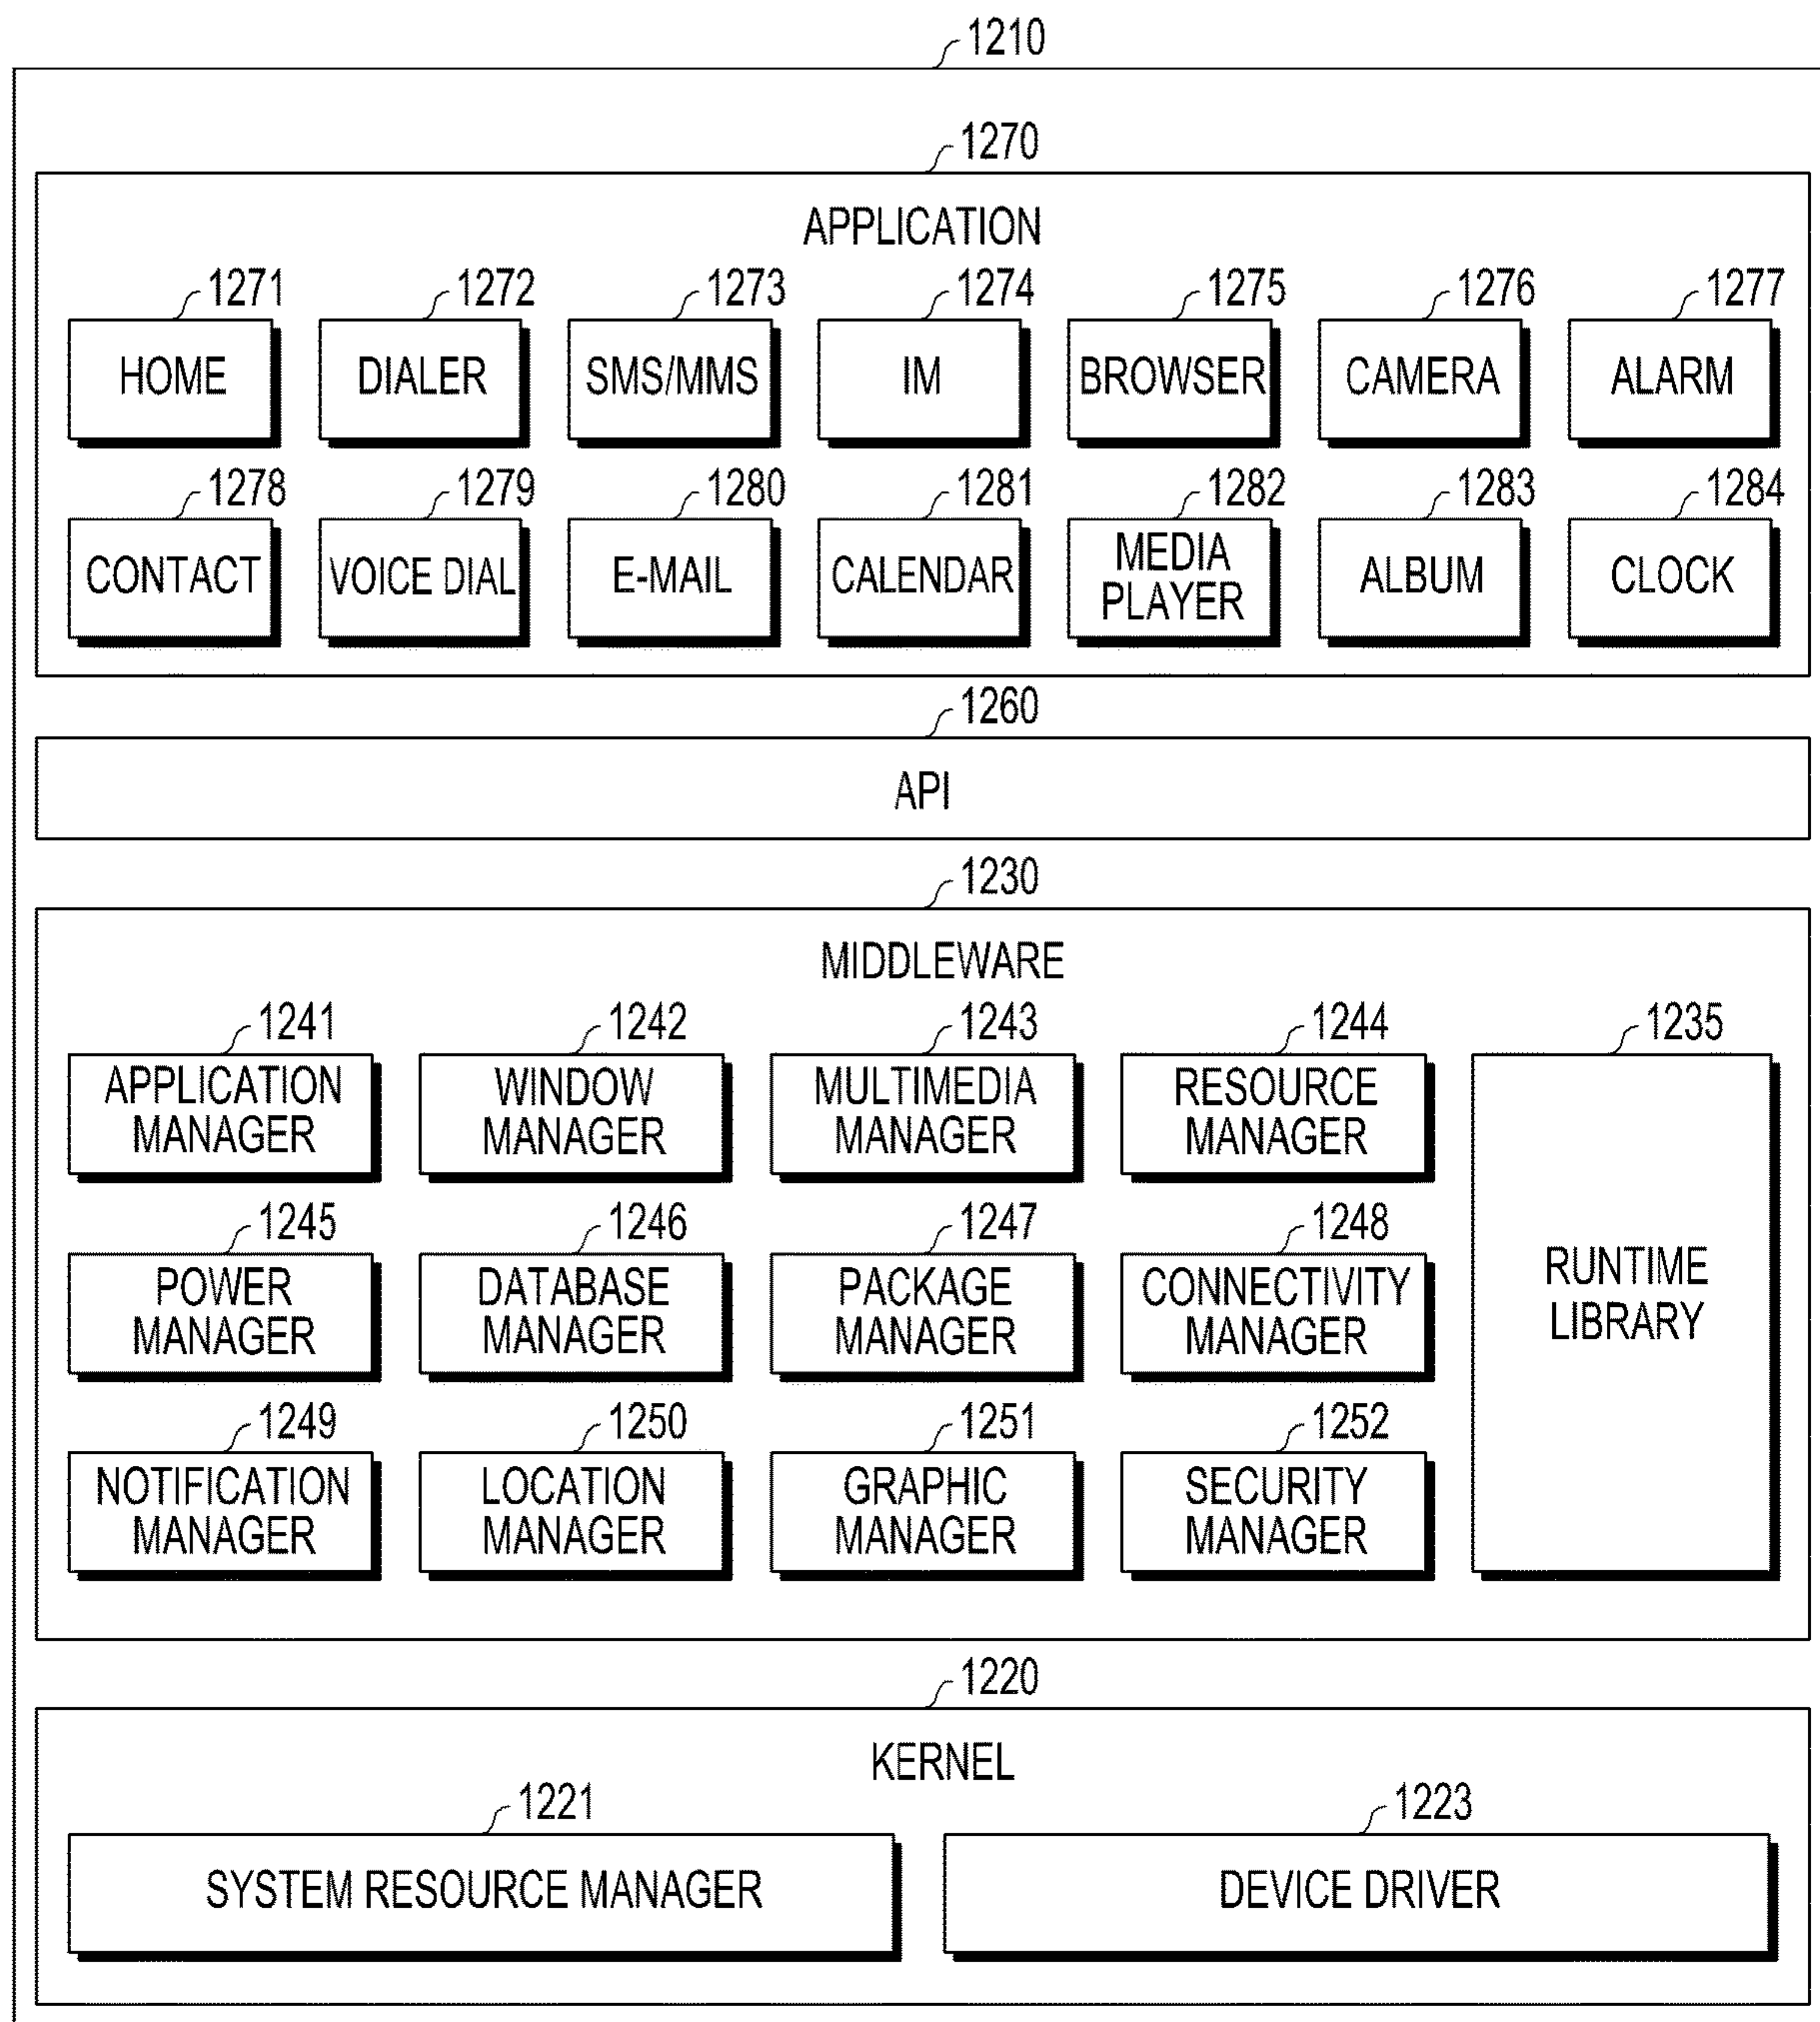 1210
1270
APPLICATION
1271 1272 1273 1274 1275 1276 1277
HOME DIALER SMS/MMS IM BROWSER CAMERA ALARM
1278 1279 1280 1281 1282 1283 1284
CONTACT VOICE DIAL E-MAIL CALENDAR MEDIA PLAYER ALBUM CLOCK
1260
API
1230
MIDDLEWARE
1241 1242 1243 1244 1235
APPLICATION WINDOW MULTIMEDIA RESOURCE
MANAGER MANAGER MANAGER MANAGER
1245 1246 1247 1248
POWER DATABASE PACKAGE CONNECTIVITY RUNTIME
MANAGER MANAGER MANAGER MANAGER LIBRARY
1249 1250 1251 1252
NOTIFICATION LOCATION GRAPHIC SECURITY
MANAGER MANAGER MANAGER MANAGER
1220
KERNEL
1221 1223
SYSTEM RESOURCE MANAGER DEVICE DRIVER